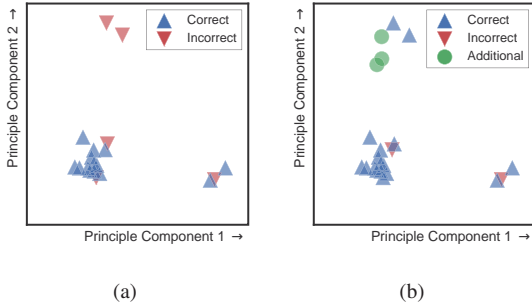 Principle Component 2 →
Correct
Incorrect
Principle Component 1 →
(a)
Principle Component 2 →
Correct
Incorrect
Additional
Principle Component 1 →
(b)